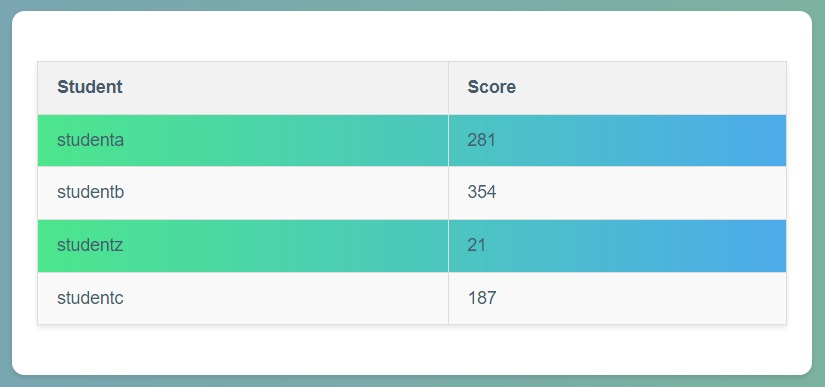 Student Score
studenta 281
studentb 354
studentz 21
studentc 187